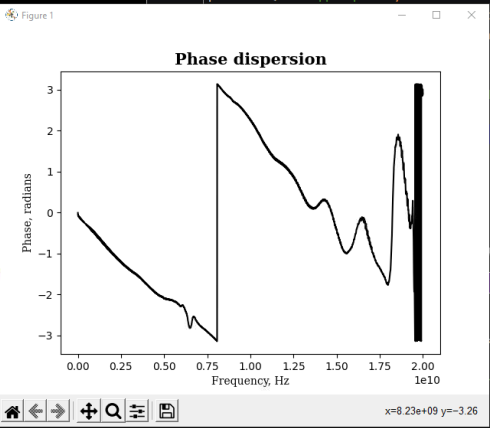 Figure 1
Phase dispersion
3
2
1
0
−1
−2
−3
Phase, radians
0.00 0.25 0.50 0.75 1.00 1.25 1.50 1.75 2.00
1e10
Frequency, Hz
x=8.23e+09 y=−3.26